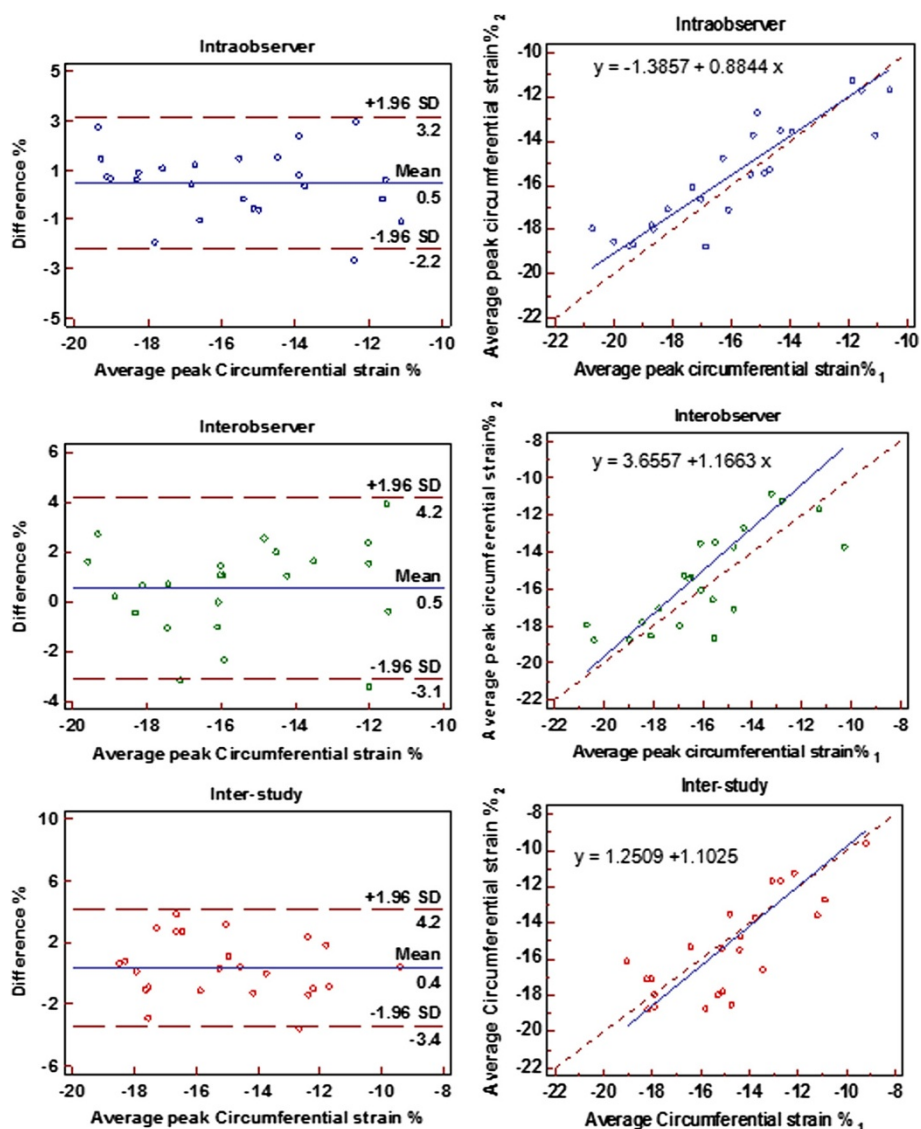 Intraobserver
5
3
1
-1
-3
-5
+1.96 SD
3.2
Mean
0.5
-1.96 SD
-2.2
-20 -18 -16 -14 -12 -10
Difference %
Average peak Circumferential strain %
Intraobserver
-10
-12
-14
-16
-18
-20
-22
y = -1.3857 + 0.8844 x
-22 -20 -18 -16 -14 -12 -10
Average peak circumferential strain% 2
Average peak circumferential strain% 1
Interobserver
6
4
2
0
-2
-4
+1.96 SD
4.2
Mean
0.5
-1.96 SD
-3.1
-20 -18 -16 -14 -12 -10
Difference %
Average peak Circumferential strain %
Interobserver
-8
-10
-12
-14
-16
-18
-20
-22
y = 3.6557 +1.1663 x
-22 -20 -18 -16 -14 -12 -10 -8
Average peak circumferential strain% 2
Average peak circumferential strain% 1
Inter-study
10
6
2
-2
-6
+1.96 SD
4.2
Mean
0.4
-1.96 SD
-3.4
-20 -18 -16 -14 -12 -10 -8
Difference %
Average peak Circumferential strain %
Inter-study
-8
-10
-12
-14
-16
-18
-20
-22
y = 1.2509 +1.1025
-22 -20 -18 -16 -14 -12 -10 -8
Average Circumferential strain % 2
Average Circumferential strain % 1